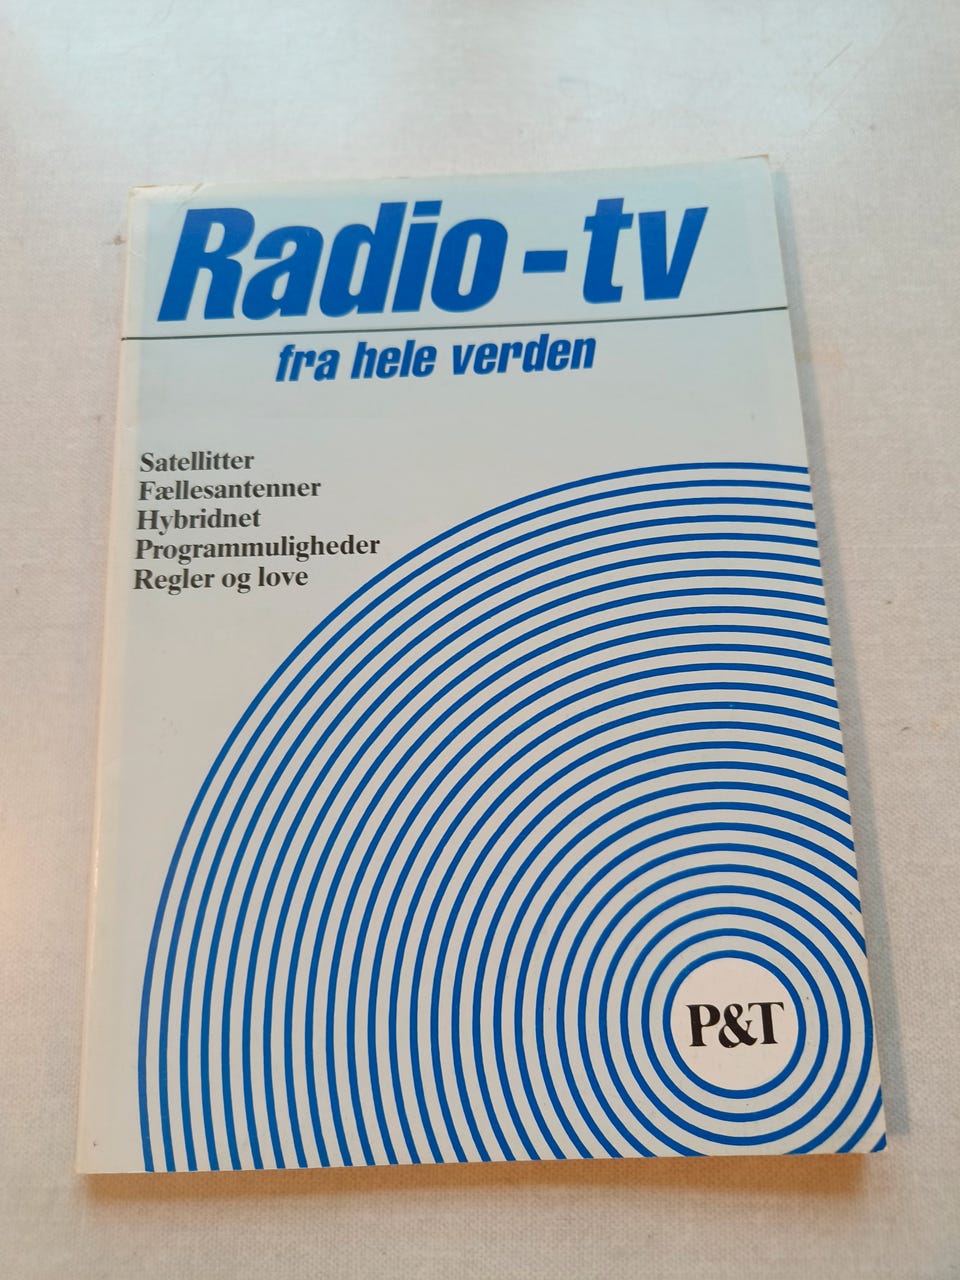 Radio-tv
fra hele verden
Satellitter
Fællesantenner
Hybridnet
Programmuligheder
Regler og love
P&T